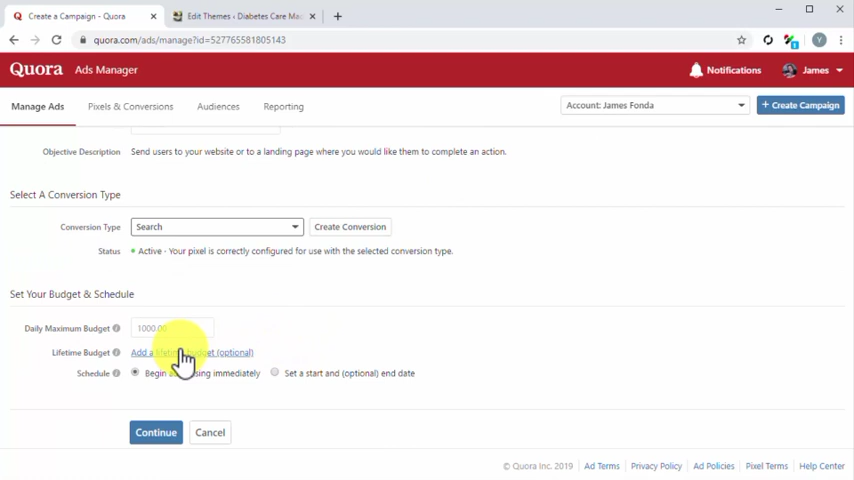 Create a Campaign - Quora
Edit Themes ‹ Diabetes Care Ma
quora.com/ads/manage?id=527765581805143
Y
Quora Ads Manager
Notifications
James
Manage Ads
Pixels & Conversions
Audiences
Reporting
Account: James Fonda
+ Create Campaign
Objective Description
Send users to your website or to a landing page where you would like them to complete an action.
Select A Conversion Type
Conversion Type
Search
Create Conversion
Status
Active - Your pixel is correctly configured for use with the selected conversion type.
Set Your Budget & Schedule
Daily Maximum Budget
1000.00
Lifetime Budget
Add a lifetime budget (optional)
Schedule
Begin advertising immediately
Set a start and (optional) end date
Continue
Cancel
© Quora Inc. 2019
Ad Terms
Privacy Policy
Ad Policies
Pixel Terms
Help Center